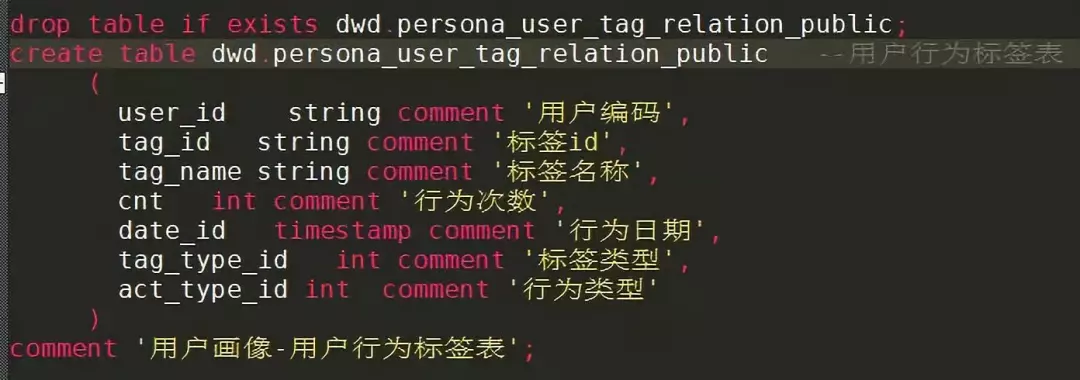 drop table if exists dwd.persona_user_tag_relation_public;
create table dwd.persona_user_tag_relation_public --用户行为标签表
(
user_id string comment '用户编码',
tag_id string comment '标签id',
tag_name string comment '标签名称',
cnt int comment '行为次数',
date_id timestamp comment '行为日期',
tag_type_id int comment '标签类型',
act_type_id int comment '行为类型'
)
comment '用户画像-用户行为标签表';